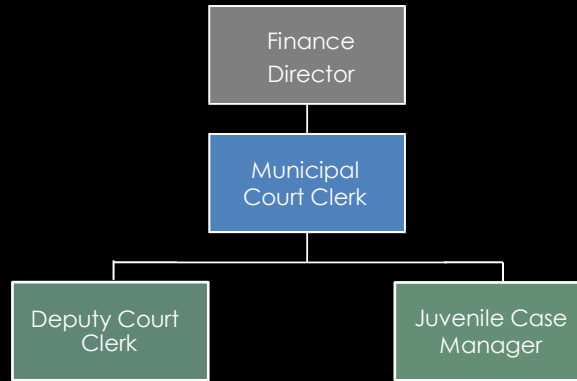 Finance
Director
Municipal
Court Clerk
Deputy Court
Clerk
Juvenile Case
Manager